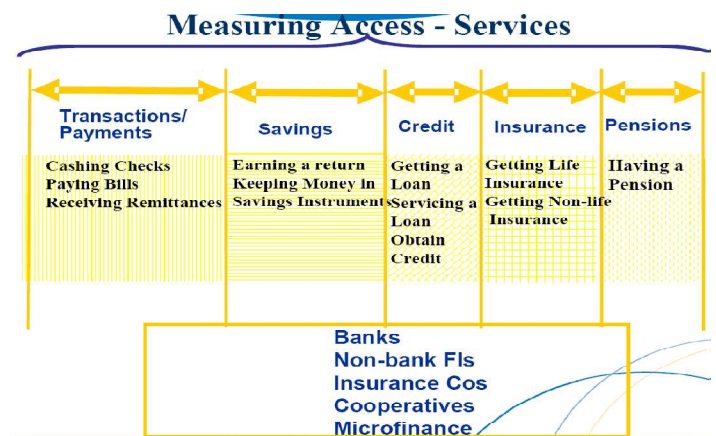 Measuring Access - Services
Transactions/
Payments
Savings
Credit
Insurance
Pensions
Cashing Checks
Paying Bills
Receiving Remittances
Earning a return
Keeping Money in
Savings Instruments
Getting a
Loan
Servicing a
Loan
Obtain
Credit
Getting Life
Insurance
Getting Non-life
Insurance
Having a
Pension
Banks
Non-bank FIs
Insurance Cos
Cooperatives
Microfinance